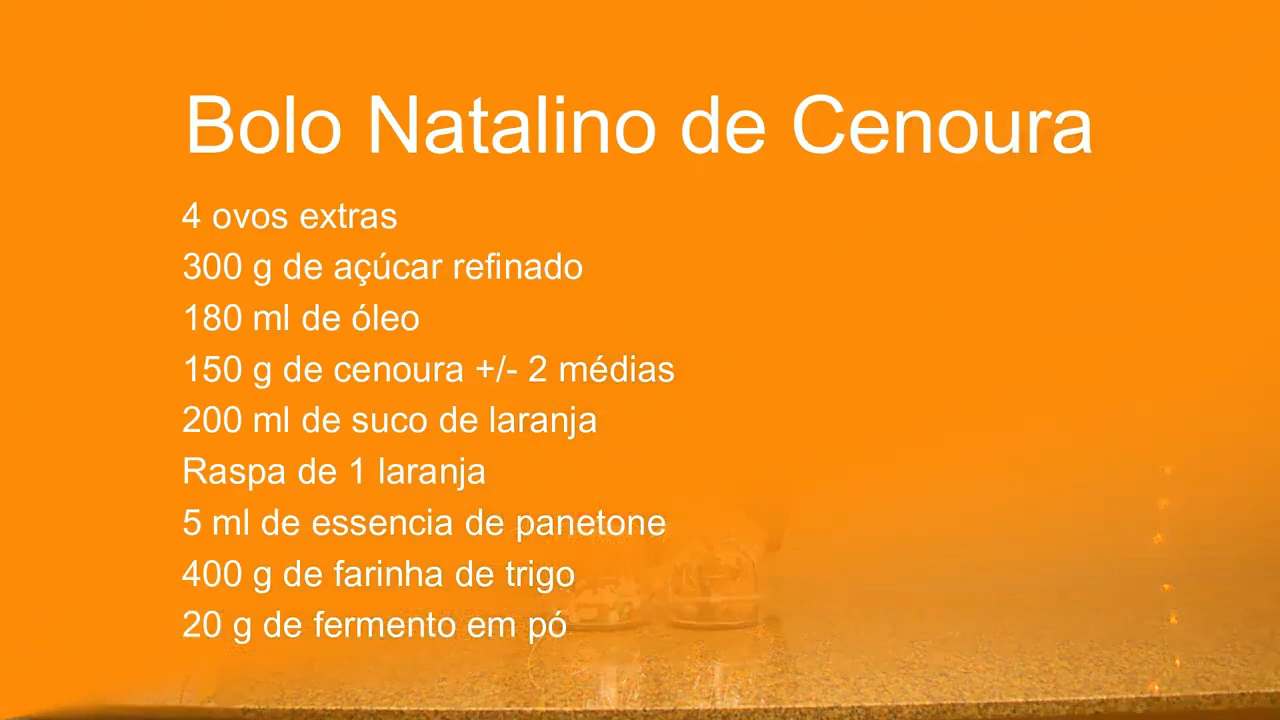 Bolo Natalino de Cenoura
4 ovos extras
300 g de açúcar refinado
180 ml de óleo
150 g de cenoura +/- 2 médias
200 ml de suco de laranja
Raspa de 1 laranja
5 ml de essencia de panetone
400 g de farinha de trigo
20 g de fermento em pó